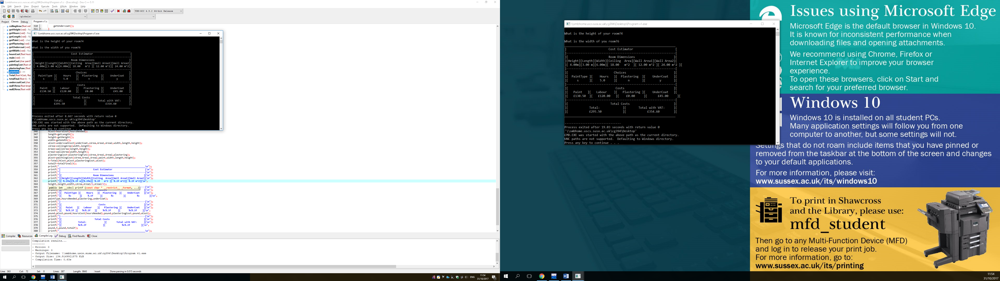 \\smbhome.uscs.susx.ac.uk\cg394\Desktop\Program v1.c - [Executing] - Dev-C++ 5.11
File Edit Search View Project Execute Tools AStyle Window Help
TDM-GCC 4.9.2 64-bit Release
(globals)
Project Classes Debug
Program v1.c
ceilingArea (float wid
getHeight (void) : flo
getHours (void) : floa
getLength (void) : flo
getPaint (void) : char
getPlastering (void) :
getUndercoat (void)
getWidth (void) : floa
hoursCost (float hours
main (void) : int
paintCost (char paintT
paintingCost (float cA
plasteringFunc (float
printInfo () : int
Total (float hCost, floa
totalFinal (float t) : flo
undercoatCost (char
wall1Area (float lengt
wall2Area (float width
310 getUndercoat();
311 }
\\smbhome.uscs.susx.ac.uk\cg394\Desktop\Program v1.exe
What is the height of your room?4
What is the width of you room?6
] Cost Estimator [
]---------------------------------------------------------------[
][ Room Dimensions ][
][Height][Length][Width][Ceiling Area][Wall Area1][Wall Area2][
][ 4.00m][3.00 m][6.00m][ 18.00 m^2 ][ 12.00 m^2][ 24.00 m^2][
]---------------------------------------------------------------[
][ Choices ][
][ PaintType ][ Hours ][ Plastering ][ UnderCoat ][
][ s ][ 5.0 ][ n ][ y ][
]---------------------------------------------------------------[
][ Costs ][
][ Paint ][ Labour ][ Plastering ][ UnderCoat ][
][ £130.50 ][ £120.00 ][ £0.00 ][ £45.00 ][
]---------------------------------------------------------------[
][ Total Costs ][
][ Total: ][ Total with VAT: ][
][ £295.50 ][ £354.60 ][
--------------------------------
Process exited after 8.667 seconds with return value 0
'\\smbhome.uscs.susx.ac.uk\cg394\Desktop'
CMD.EXE was started with the above path as the current directory.
UNC paths are not supported. Defaulting to Windows directory.
Press any key to continue . . .
346 hCost=hoursCost(hoursNeeded);
347 length=getLength();
348 height=getHeight();
349 width=getWidth();
350 uCost=undercoatCost(underCoat,cArea,Area1,Area2,width,length,height);
351 cArea=ceilingArea(width,length);
352 Area1=wall1Area(length,height);
353 Area2=wall2Area(width,height);
354 plasteringCost=plasteringFunc(cArea,Area1,Area2,plastering);
355 pCost=paintingCost(cArea,Area1,Area2,paint,width,length,height);
356 t=Total(hCost,pCost,plasteringCost,uCost);
357 totalF=totalFinal(t);
358 printf("_______________________________________________________________\n");
359 printf("] Cost Estimator [\n");
360 printf("]---------------------------------------------------------------[\n");
361 printf("][ Room Dimensions ][\n");
362 printf("][Height][Length][Width][Ceiling Area][Wall Area1][Wall Area2][\n");
363 printf("][ %.2fm][%.2f m][%.2fm][ %.2f m^2 ][ %.2f m^2][ %.2f m^2][\n",
364 height,length,width,cArea,Area1/2,Area2/2);
365 ----[\n");
public int __cdecl printf (const char * __restrict__ _Format, ...)
366 ][\n");
367 printf("][ PaintType ][ Hours ][ Plastering ][ UnderCoat ][\n");
368 printf("][ %c ][ %.1f ][ %c ][ %c ][\n",
369 paintType,hoursNeeded,plastering,underCoat);
370 printf("]---------------------------------------------------------------[\n");
371 printf("][ Costs ][\n");
372 printf("][ Paint ][ Labour ][ Plastering ][ UnderCoat ][\n");
373 printf("][ %c%.2f ][ %c%.2f ][ %c%.2f ][ %c%.2f ][\n",
374 pound,pCost,pound,hoursCost(hoursNeeded),pound,plasteringCost,pound,uCost);
375 printf("]---------------------------------------------------------------[\n");
376 printf("][ Total Costs ][\n");
377 printf("][ Total: ][ Total with VAT: ][\n");
378 printf("][ %c%.2f ][ %c%.2f ][\n",
379 pound,t,pound,totalF);
380 printf("_______________________________________________________________\n");
Compiler Resources Compile Log Debug Find Results Close
Abort Compilation
Compilation results...
--------
- Errors: 0
- Warnings: 0
- Output Filename: \\smbhome.uscs.susx.ac.uk\cg394\Desktop\Program v1.exe
- Output Size: 134.9169921875 KiB
- Compilation Time: 0.63s
Line: 363 Col: 72 Sel: 0 Lines: 387 Length: 9843 Insert Done parsing in 0.015 seconds
ENG
11:54
31/10/2017
\\smbhome.uscs.susx.ac.uk\cg394\Desktop\Program v1.exe
What is the height of your room?4
What is the width of you room?6
] Cost Estimator [
]---------------------------------------------------------------[
][ Room Dimensions ][
][Height][Length][Width][Ceiling Area][Wall Area1][Wall Area2][
][ 4.00m][3.00 m][6.00m][ 18.00 m^2 ][ 12.00 m^2 ][ 24.00 m^2 ][
]---------------------------------------------------------------[
][ Choices ][
][ PaintType ][ Hours ][ Plastering ][ UnderCoat ][
][ s ][ 5.0 ][ n ][ y ][
]---------------------------------------------------------------[
][ Costs ][
][ Paint ][ Labour ][ Plastering ][ UnderCoat ][
][ £130.50 ][ £120.00 ][ £0.00 ][ £45.00 ][
]---------------------------------------------------------------[
][ Total Costs ][
][ Total: ][ Total with VAT: ][
][ £295.50 ][ £354.60 ][
--------------------------------
Process exited after 19.03 seconds with return value 0
'\\smbhome.uscs.susx.ac.uk\cg394\Desktop'
CMD.EXE was started with the above path as the current directory.
UNC paths are not supported. Defaulting to Windows directory.
Press any key to continue . . .
Issues using Microsoft Edge
Microsoft Edge is the default browser in Windows 10.
It is known for inconsistent performance when
downloading files and opening attachments.
We recommend using Chrome, Firefox or
Internet Explorer to improve your browser
experience.
To open these browsers, click on Start and
search for your preferred browser.
Windows 10
Windows 10 is installed on all student PCs.
Many application settings will follow you from one
computer to another, but some settings will not.
Settings that do not roam include items that you have pinned or
removed from the taskbar at the bottom of the screen and changes
to your default applications.
For more information, please visit:
www.sussex.ac.uk/its/windows10
To print in Shawcross
and the Library, please use:
mfd_student
Then go to any Multi-Function Device (MFD)
and log in to release your print job.
For more information, go to:
www.sussex.ac.uk/its/printing
11:54
31/10/2017